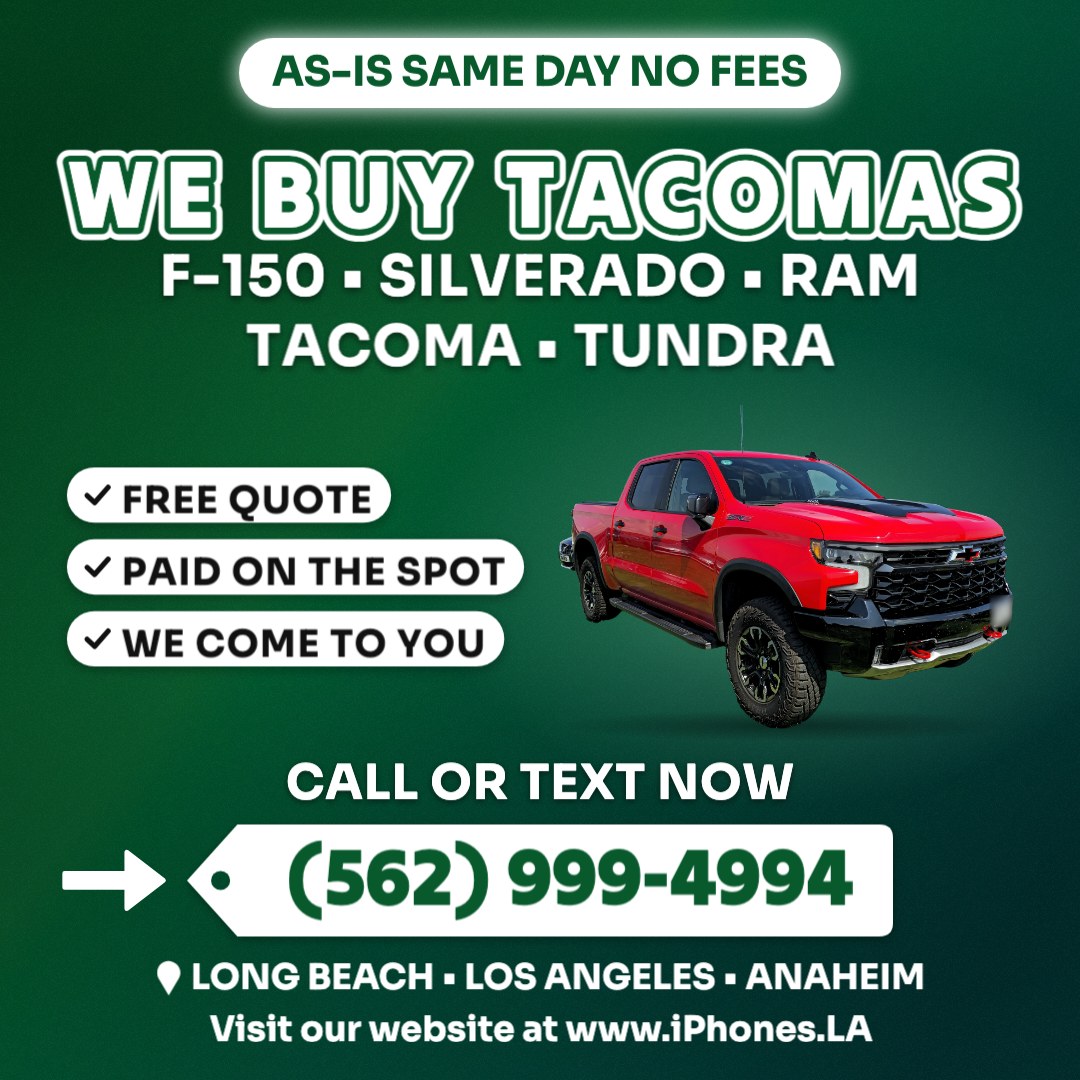 AS-IS SAME DAY NO FEES
WE BUY TACOMAS
F-150 ▪ SILVERADO ▪ RAM
TACOMA ▪ TUNDRA
✓ FREE QUOTE
✓ PAID ON THE SPOT
✓ WE COME TO YOU
CALL OR TEXT NOW
(562) 999-4994
LONG BEACH ▪ LOS ANGELES ▪ ANAHEIM
Visit our website at www.iPhones.LA